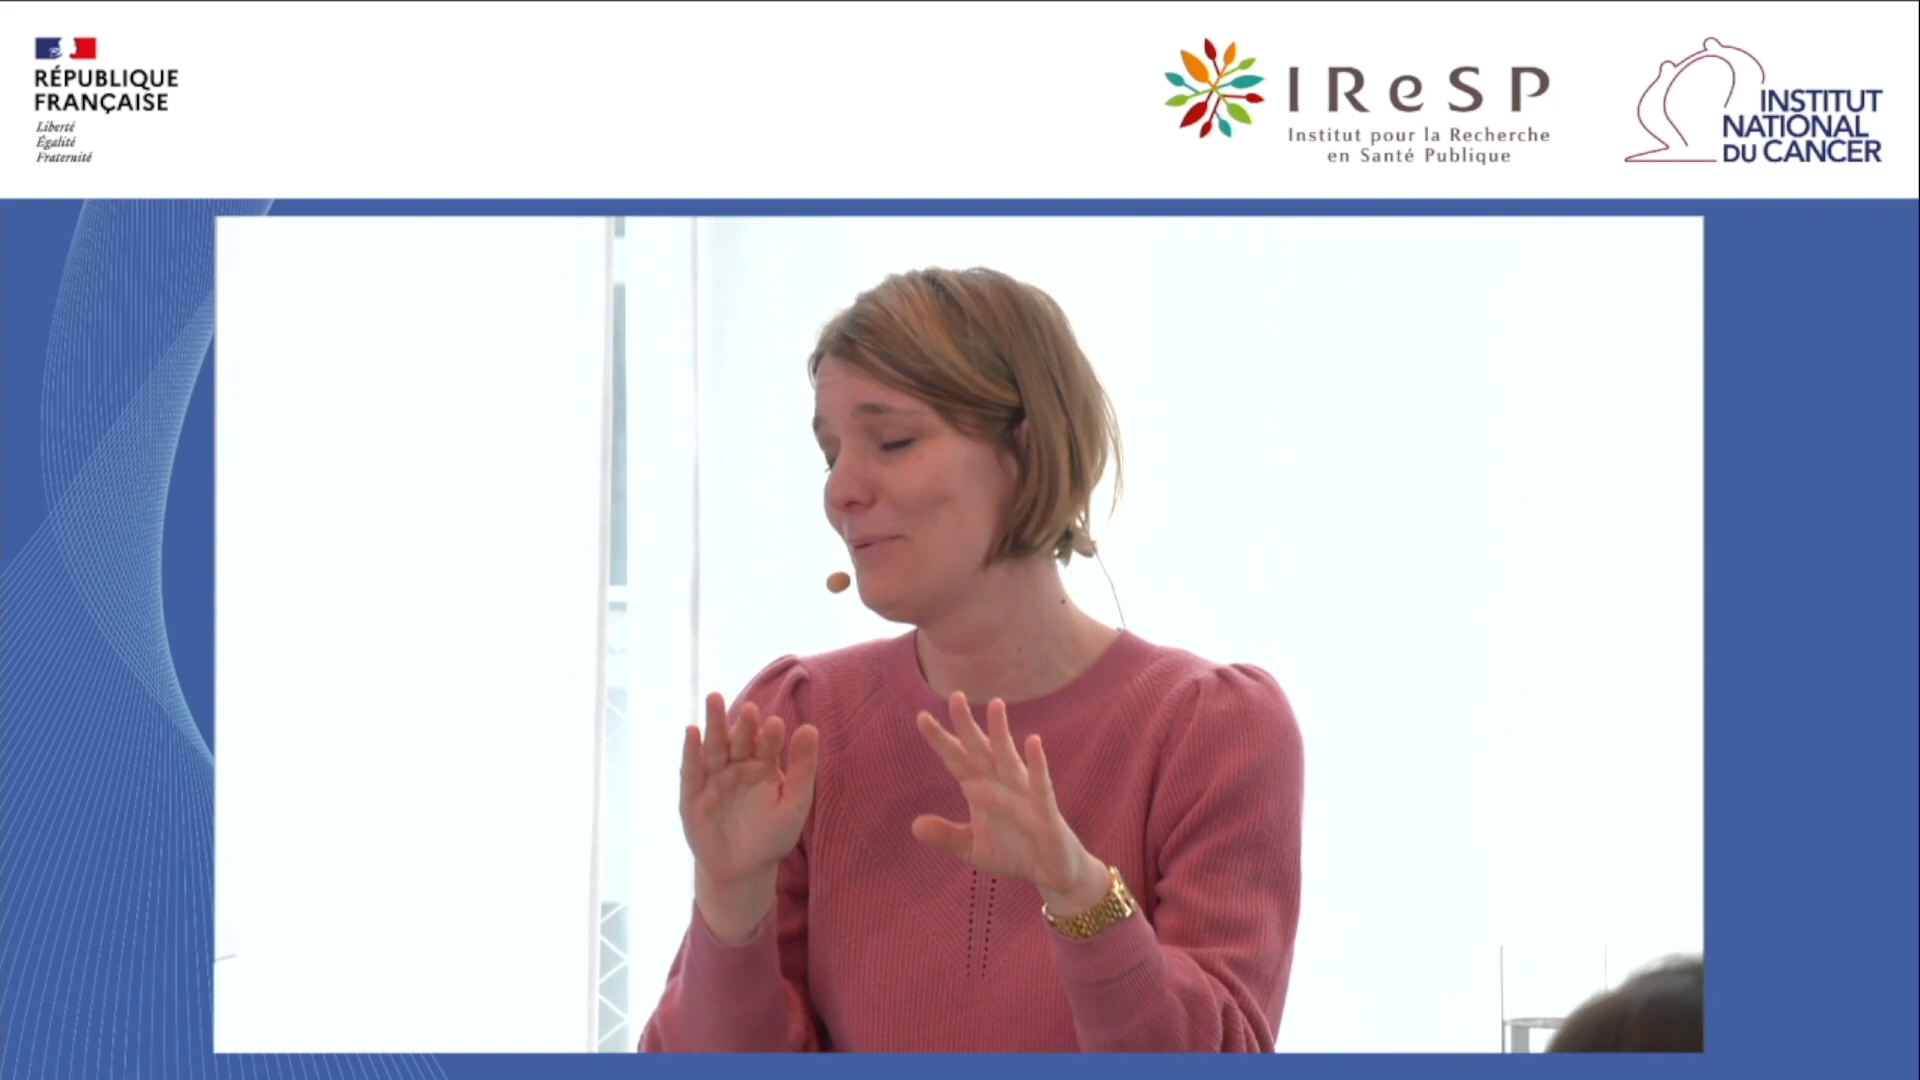 RÉPUBLIQUE
FRANÇAISE
Liberté
Égalité
Fraternité
IReSP
Institut pour la Recherche
en Santé Publique
INSTITUT
NATIONAL
DU CANCER